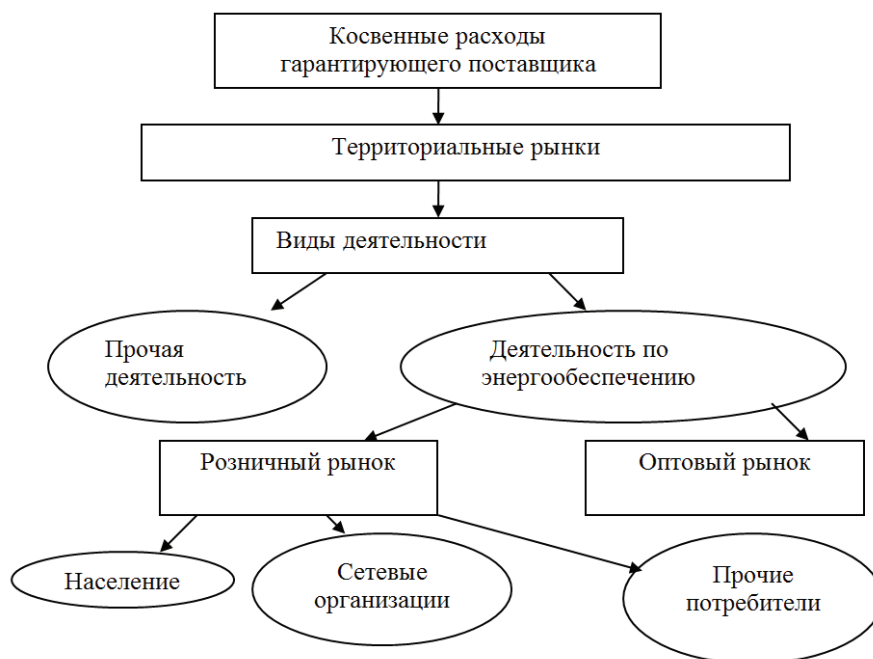 Косвенные расходы
гарантирующего поставщика
Территориальные рынки
Виды деятельности
Прочая
деятельность
Деятельность по
энергообеспечению
Розничный рынок
Оптовый рынок
Население
Сетевые
организации
Прочие
потребители